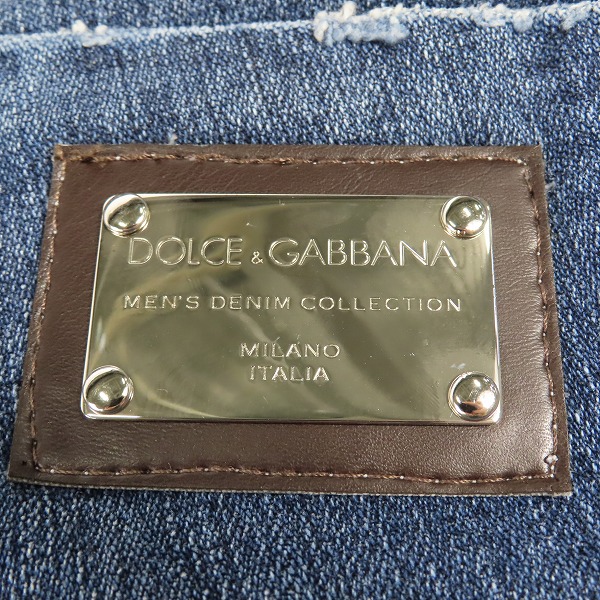 DOLCE & GABBANA
MEN'S DENIM COLLECTION
MILANO
ITALIA